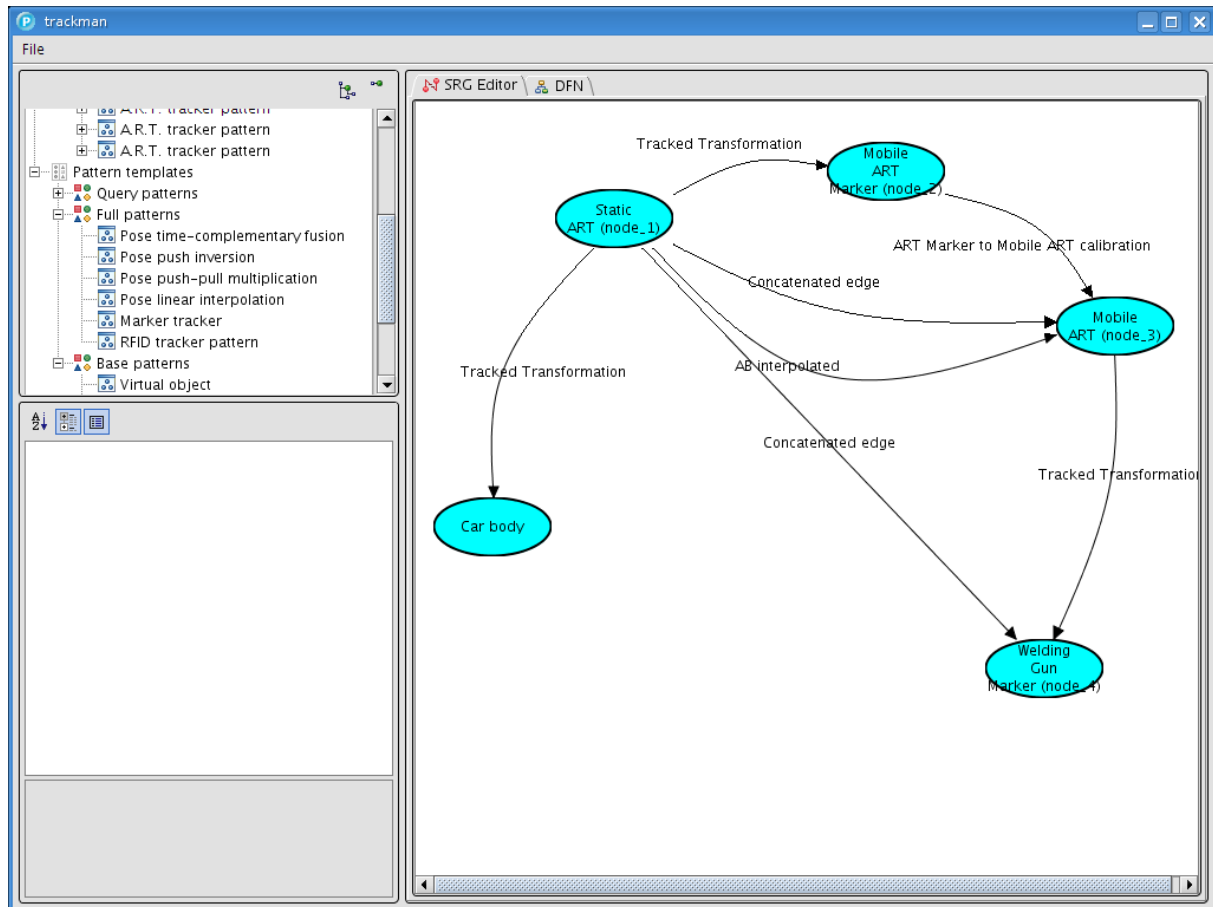 trackman
File
A.R.T. tracker pattern
A.R.T. tracker pattern
A.R.T. tracker pattern
Pattern templates
Query patterns
Full patterns
Pose time-complementary fusion
Pose push inversion
Pose push-pull multiplication
Pose linear interpolation
Marker tracker
RFID tracker pattern
Base patterns
Virtual object
SRG Editor
DFN
Tracked Transformation
Mobile
ART
Marker (node_2)
Static
ART (node_1)
ART Marker to Mobile ART calibration
Concatenated edge
Mobile
ART (node_3)
Tracked Transformation
AB interpolated
Concatenated edge
Tracked Transformation
Car body
Welding
Gun
Marker (node_4)